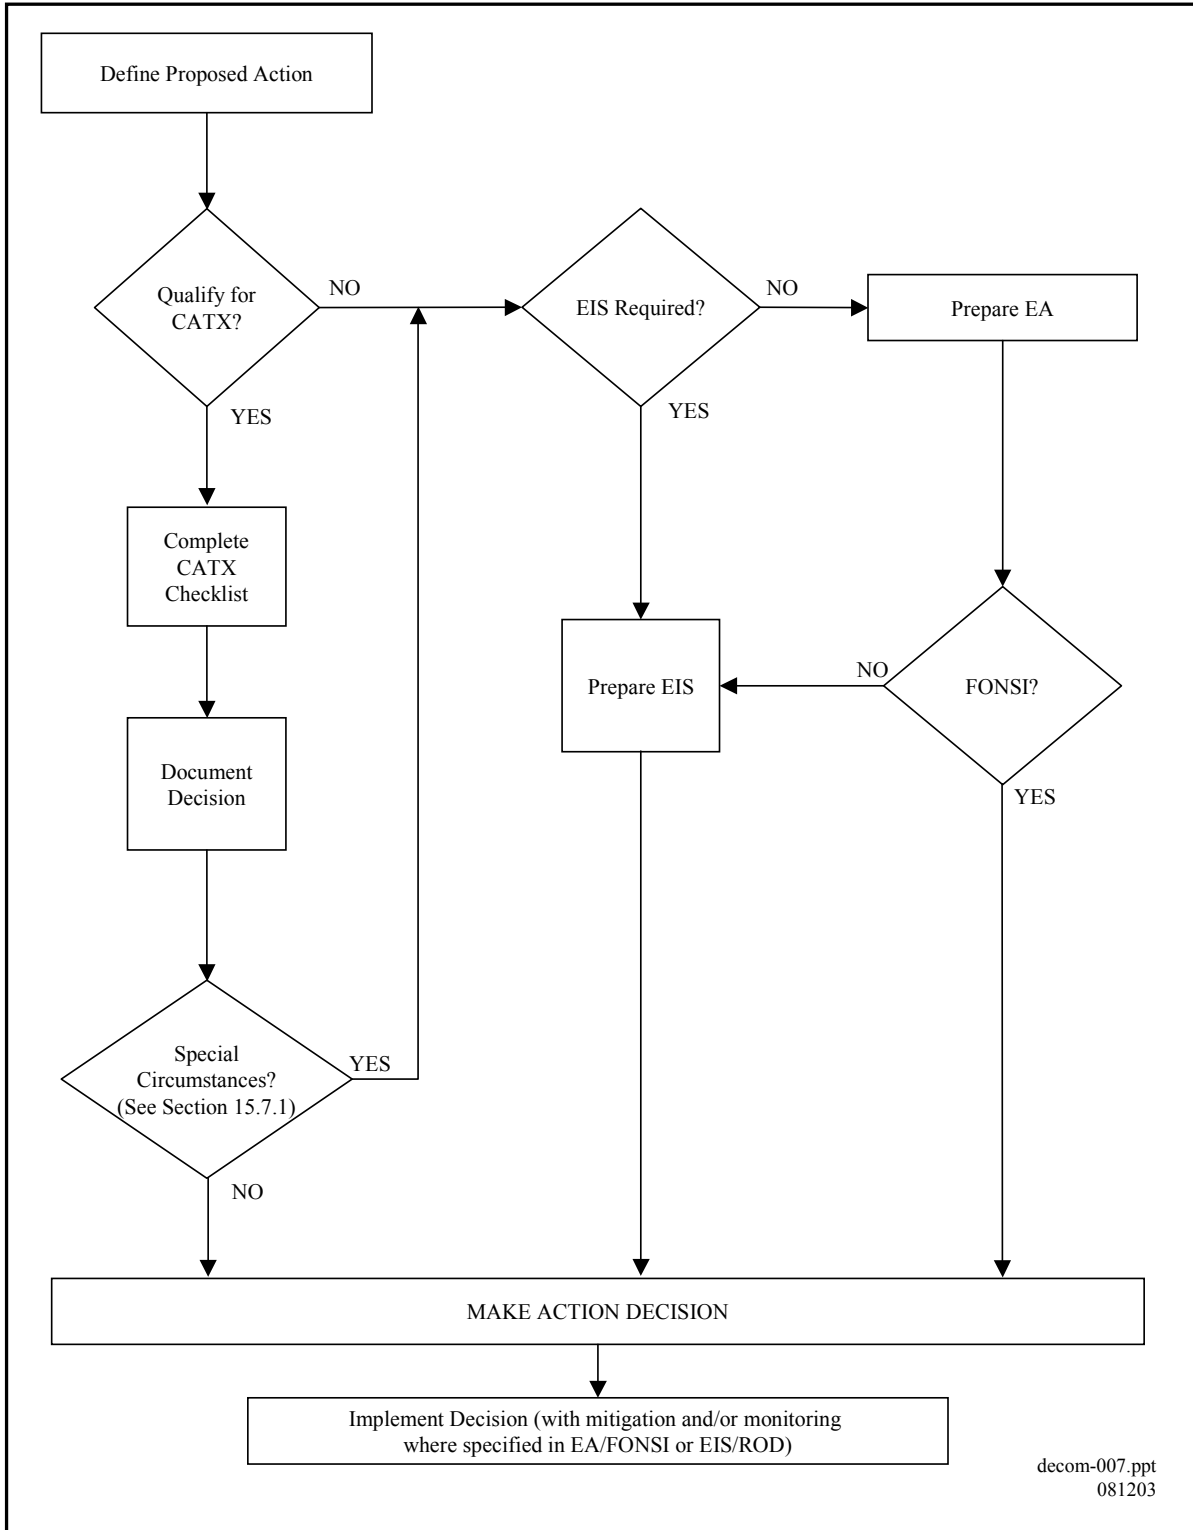 Define Proposed Action
Qualify for
CATX?
NO
YES
EIS Required?
NO
YES
Prepare EA
Complete
CATX
Checklist
Prepare EIS
NO
FONSI?
YES
Document
Decision
Special
Circumstances?
(See Section 15.7.1)
YES
NO
MAKE ACTION DECISION
Implement Decision (with mitigation and/or monitoring
where specified in EA/FONSI or EIS/ROD)
decom-007.ppt
081203